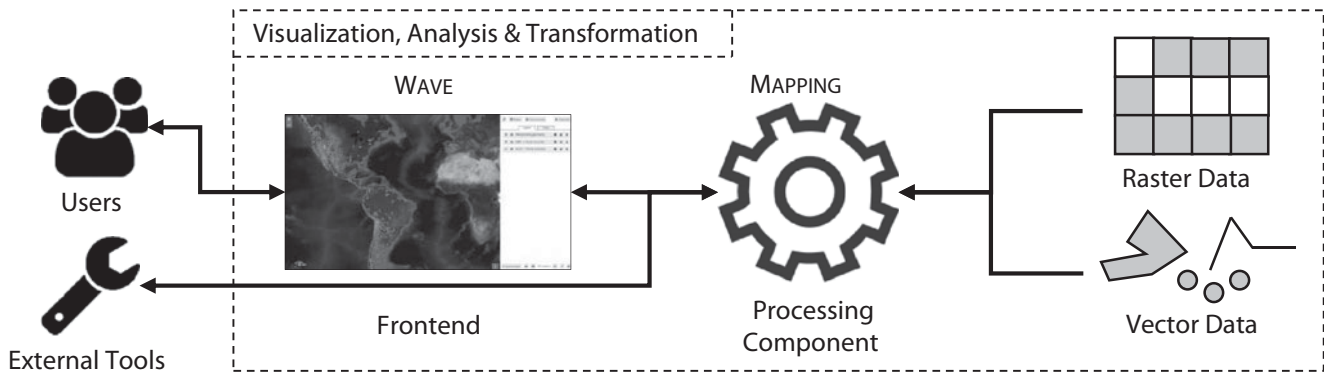 Visualization, Analysis & Transformation
WAVE
MAPPING
Users
Raster Data
External Tools
Frontend
Processing
Component
Vector Data